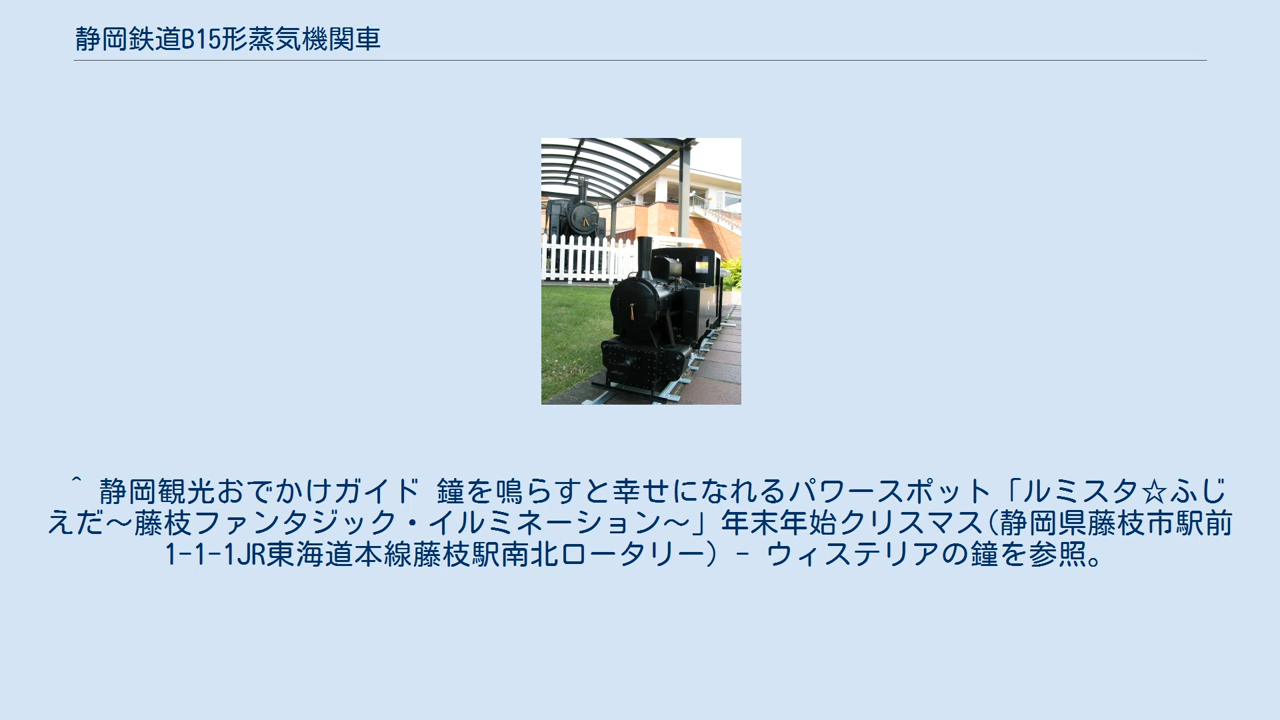 静岡鉄道B15形蒸気機関車
^ 静岡観光おでかけガイド 鐘を鳴らすと幸せになれるパワースポット「ルミスタ☆ふじ
えだ～藤枝ファンタジック・イルミネーション～」年末年始クリスマス(静岡県藤枝市駅前
1-1-1JR東海道本線藤枝駅南北ロータリー) - ウィステリアの鐘を参照。